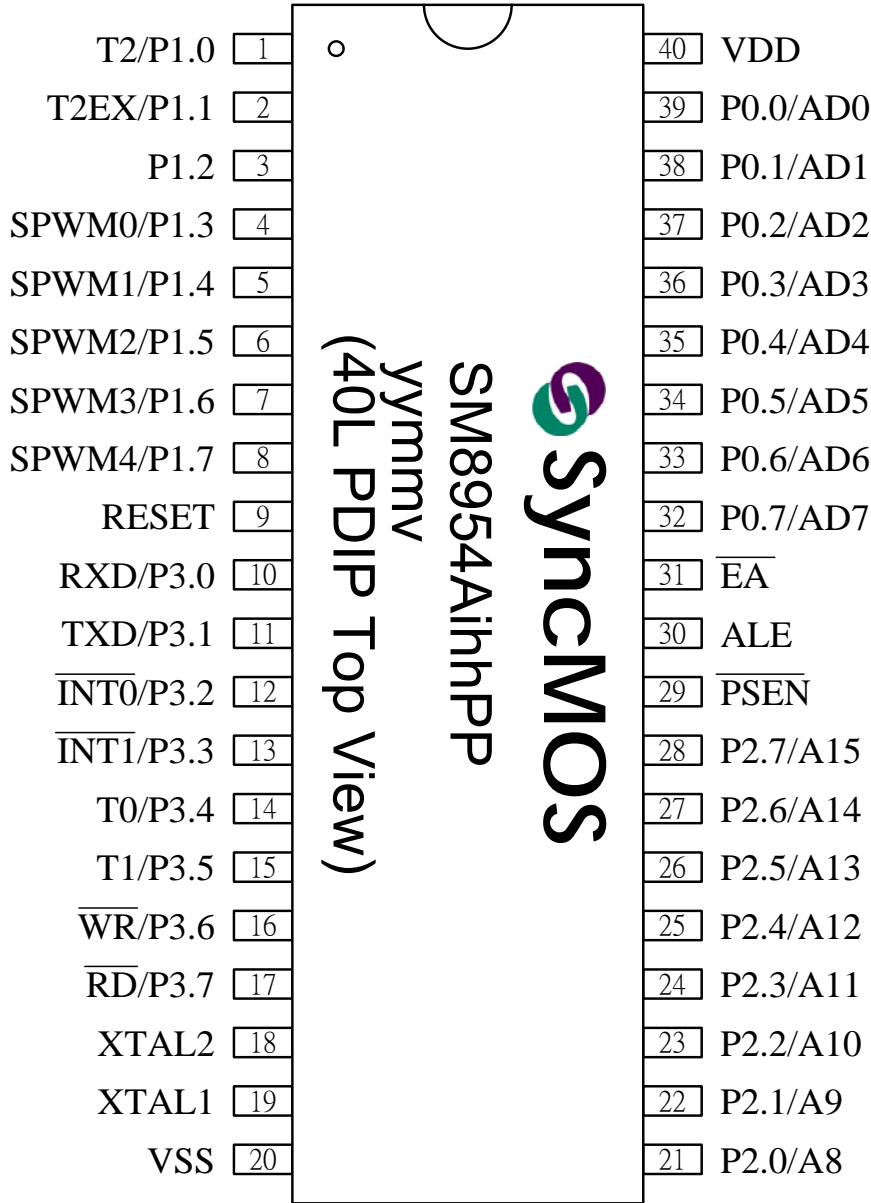 T2/P1.0 1
T2EX/P1.1 2
P1.2 3
SPWM0/P1.3 4
SPWM1/P1.4 5
SPWM2/P1.5 6
SPWM3/P1.6 7
SPWM4/P1.7 8
RESET 9
RXD/P3.0 10
TXD/P3.1 11
I̅N̅T̅0̅/P3.2 12
I̅N̅T̅1̅/P3.3 13
T0/P3.4 14
T1/P3.5 15
W̅R̅/P3.6 16
R̅D̅/P3.7 17
XTAL2 18
XTAL1 19
VSS 20
SyncMOS
SM8954AihhPP
yymmv
(40L PDIP Top View)
40 VDD
39 P0.0/AD0
38 P0.1/AD1
37 P0.2/AD2
36 P0.3/AD3
35 P0.4/AD4
34 P0.5/AD5
33 P0.6/AD6
32 P0.7/AD7
31 E̅A̅
30 ALE
29 P̅S̅E̅N̅
28 P2.7/A15
27 P2.6/A14
26 P2.5/A13
25 P2.4/A12
24 P2.3/A11
23 P2.2/A10
22 P2.1/A9
21 P2.0/A8